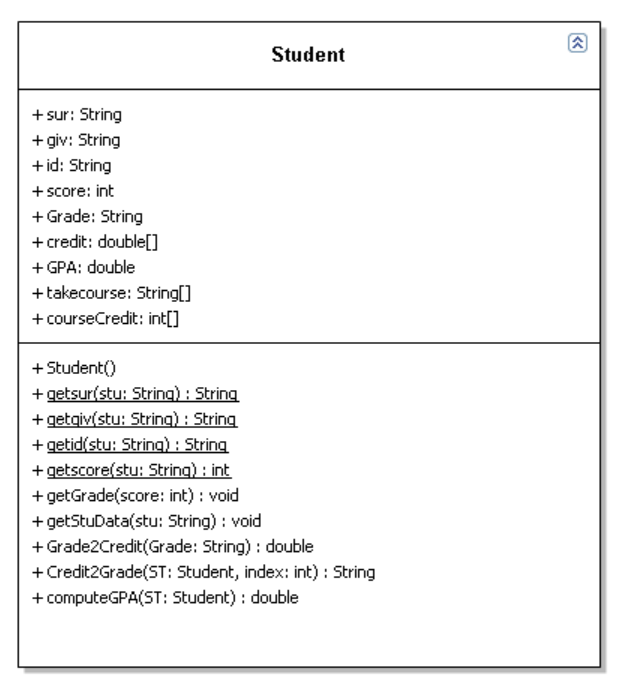 Student
+ sur: String
+ giv: String
+ id: String
+ score: int
+ Grade: String
+ credit: double[]
+ GPA: double
+ takecourse: String[]
+ courseCredit: int[]
+ Student()
+ getsur(stu: String) : String
+ getgiv(stu: String) : String
+ getid(stu: String) : String
+ getscore(stu: String) : int
+ getGrade(score: int) : void
+ getStuData(stu: String) : void
+ Grade2Credit(Grade: String) : double
+ Credit2Grade(ST: Student, index: int) : String
+ computeGPA(ST: Student) : double